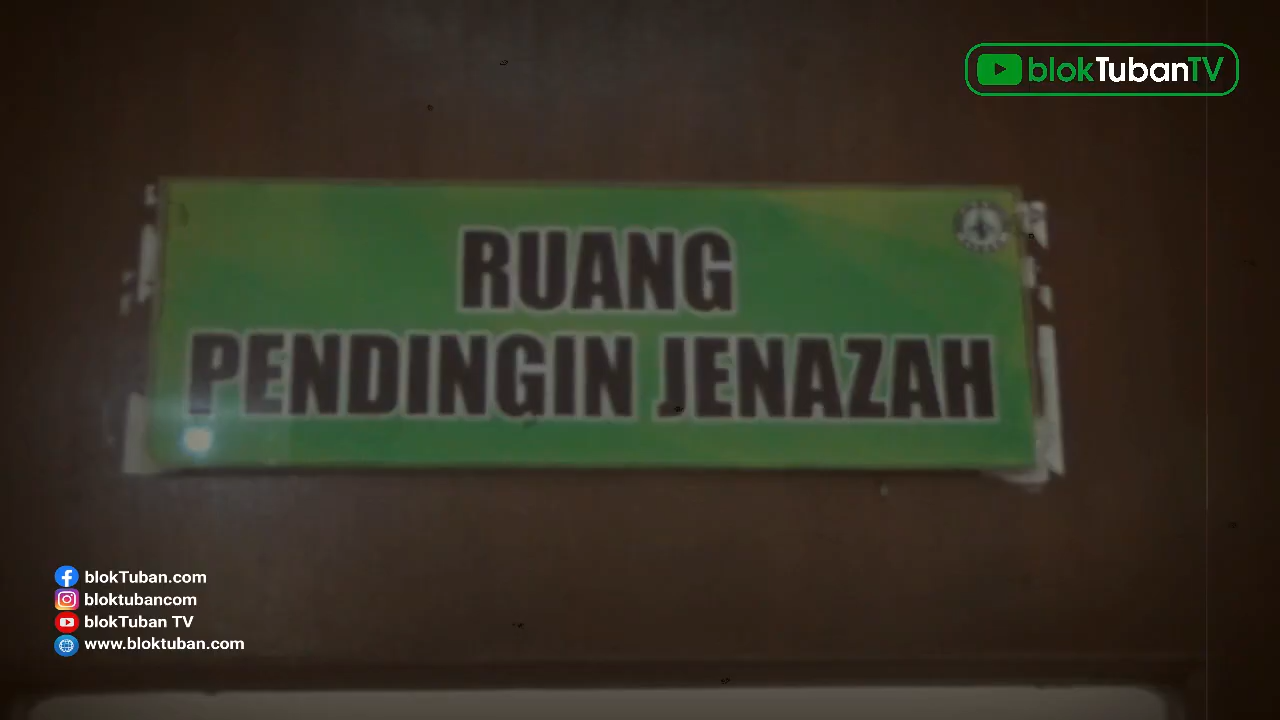 blokTubanTV
RUANG
PENDINGIN JENAZAH
blokTuban.com
bloktubancom
blokTuban TV
www.bloktuban.com